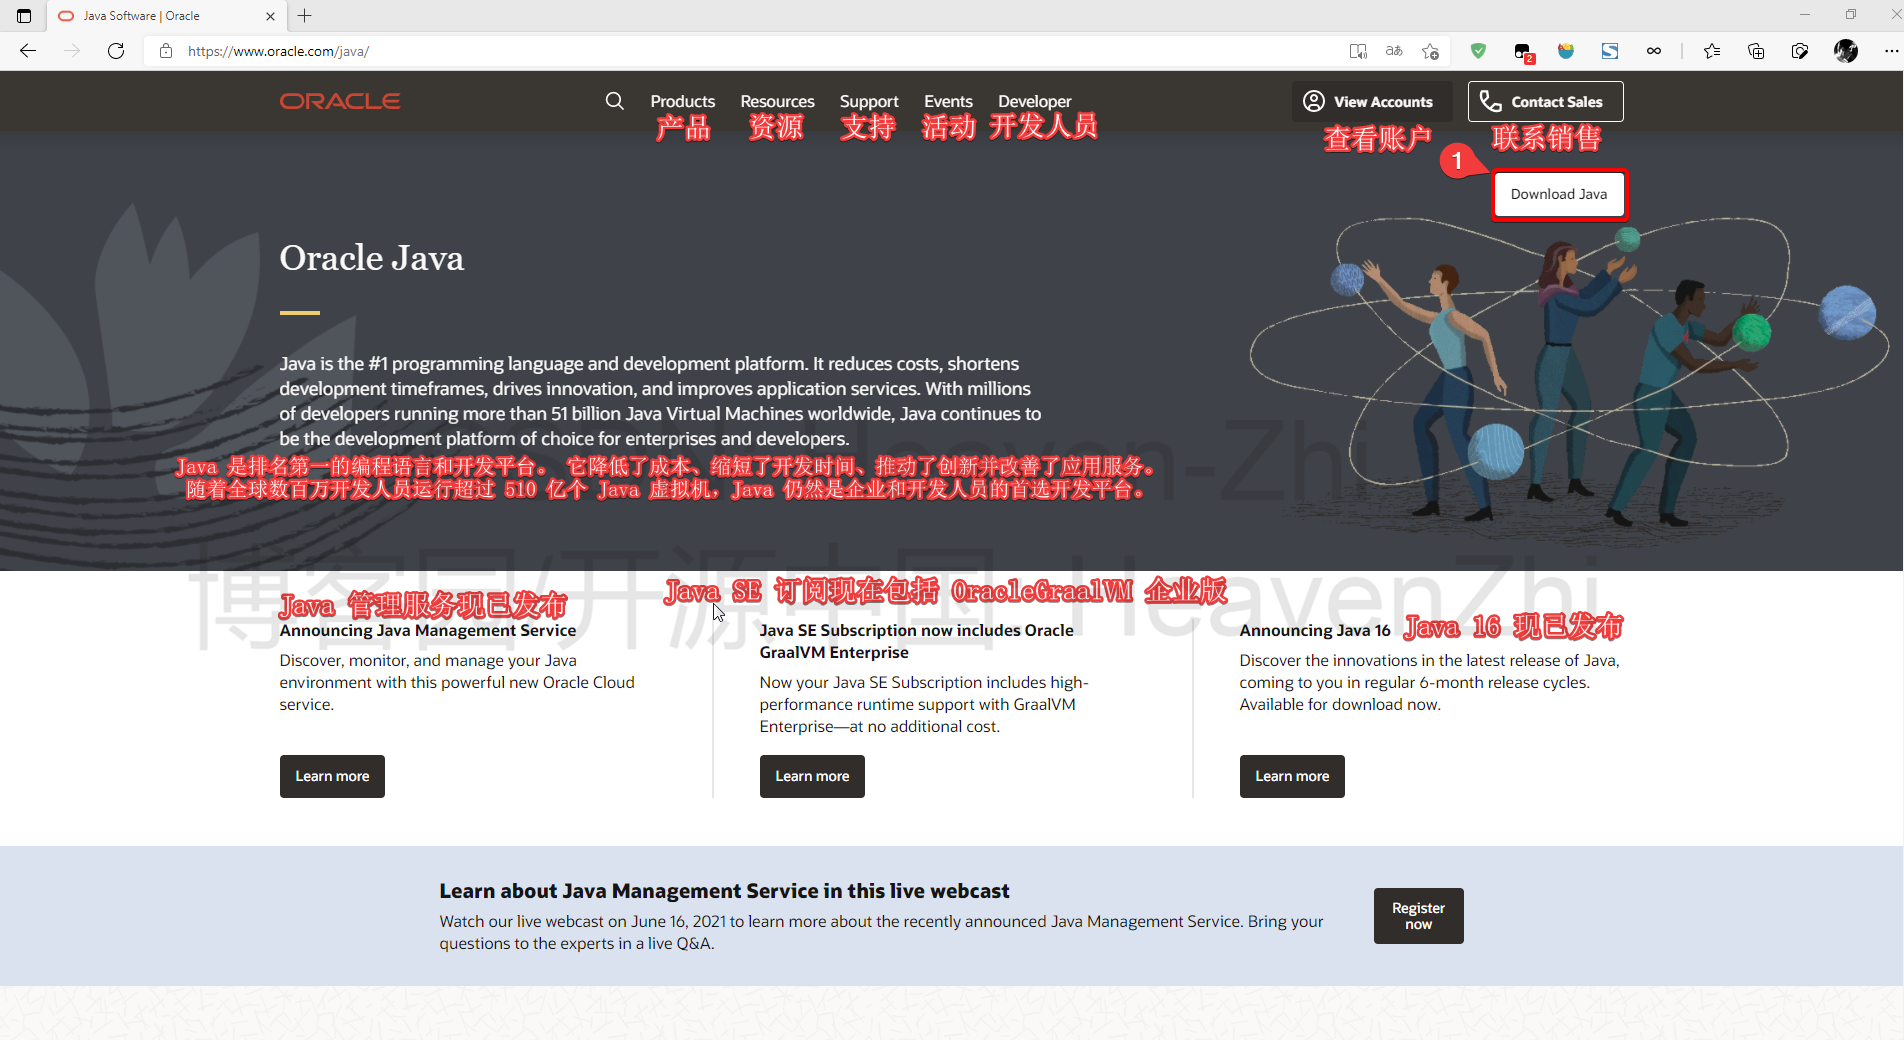 Java Software | Oracle
https://www.oracle.com/java/
2
ORACLE
Products Resources Support Events Developer
View Accounts
Contact Sales
产品 资源 支持 活动 开发人员
查看账户 联系销售
1
Download Java
Oracle Java
Java is the #1 programming language and development platform. It reduces costs, shortens
development timeframes, drives innovation, and improves application services. With millions
of developers running more than 51 billion Java Virtual Machines worldwide, Java continues to
be the development platform of choice for enterprises and developers.
Java 是排名第一的编程语言和开发平台。 它降低了成本、缩短了开发时间、推动了创新并改善了应用服务。
随着全球数百万开发人员运行超过 510 亿个 Java 虚拟机，Java 仍然是企业和开发人员的首选开发平台。
博客园/开源中国_HeavenZhi
Java 管理服务现已发布
Announcing Java Management Service
Discover, monitor, and manage your Java
environment with this powerful new Oracle Cloud
service.
Learn more
Java SE 订阅现在包括 OracleGraalVM 企业版
Java SE Subscription now includes Oracle
GraalVM Enterprise
Now your Java SE Subscription includes high-
performance runtime support with GraalVM
Enterprise—at no additional cost.
Learn more
Announcing Java 16 Java 16 现已发布
Discover the innovations in the latest release of Java,
coming to you in regular 6-month release cycles.
Available for download now.
Learn more
Learn about Java Management Service in this live webcast
Watch our live webcast on June 16, 2021 to learn more about the recently announced Java Management Service. Bring your
questions to the experts in a live Q&A.
Register
now